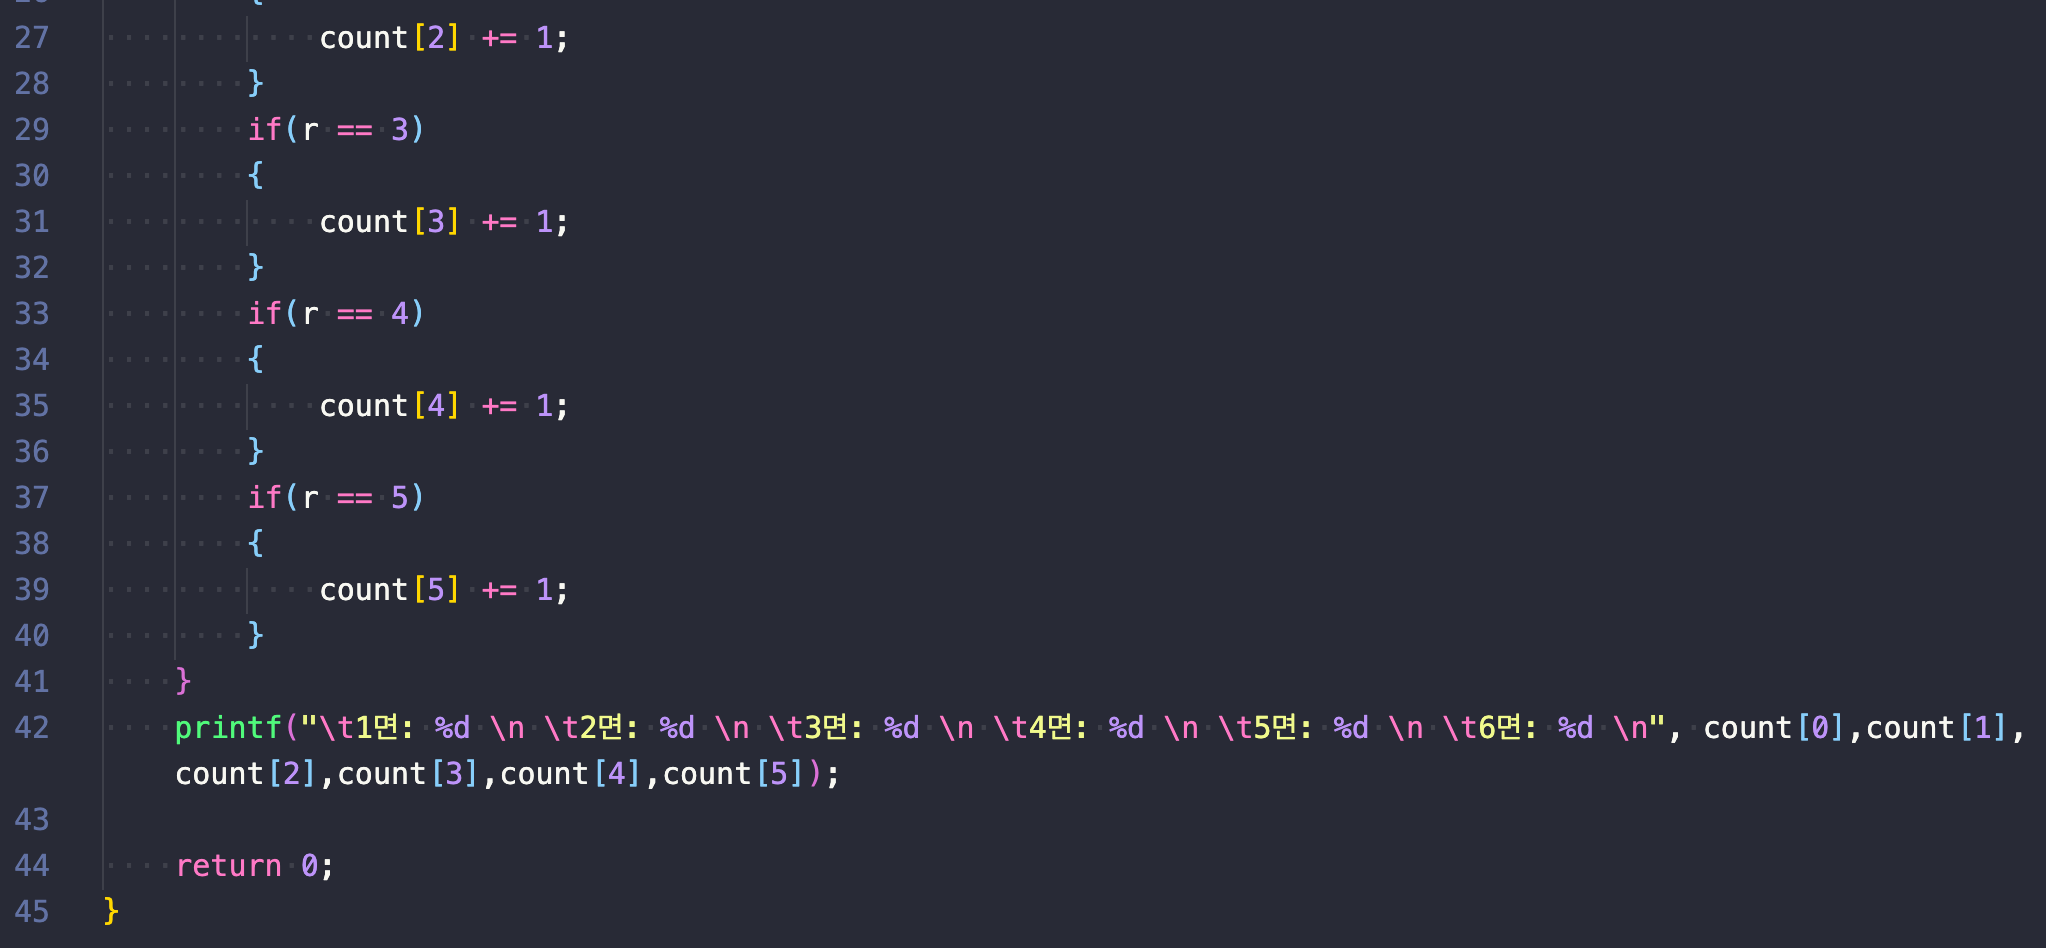 27 count[2] += 1;
28 }
29 if(r == 3)
30 {
31 count[3] += 1;
32 }
33 if(r == 4)
34 {
35 count[4] += 1;
36 }
37 if(r == 5)
38 {
39 count[5] += 1;
40 }
41 }
42 printf("\t1면: %d \n \t2면: %d \n \t3면: %d \n \t4면: %d \n \t5면: %d \n \t6면: %d \n", count[0],count[1],
count[2],count[3],count[4],count[5]);
43
44 return 0;
45 }